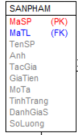 SANPHAM
MaSP (PK)
MaTL (FK)
TenSP
Anh
TacGia
GiaTien
MoTa
TinhTrang
DanhGiaS
SoLuong